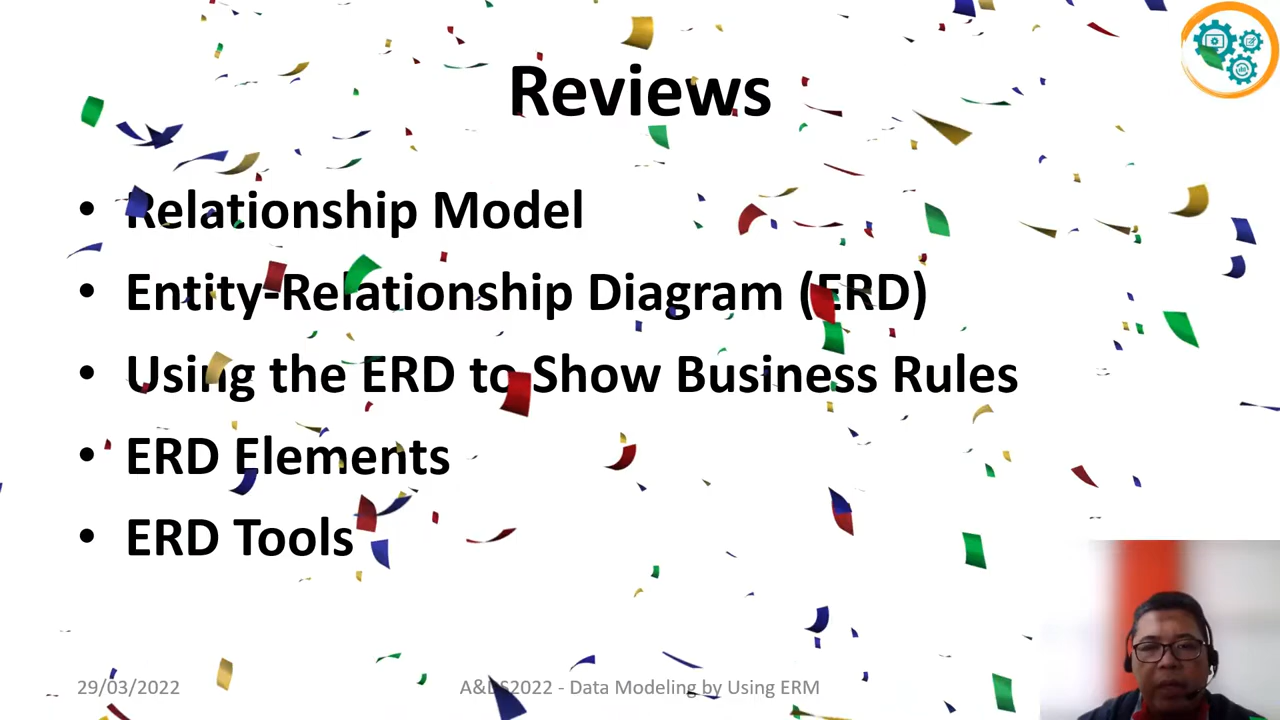 Reviews
• Relationship Model
• Entity-Relationship Diagram (ERD)
• Using the ERD to Show Business Rules
• ERD Elements
• ERD Tools
29/03/2022
A&DS2022 - Data Modeling by Using ERM